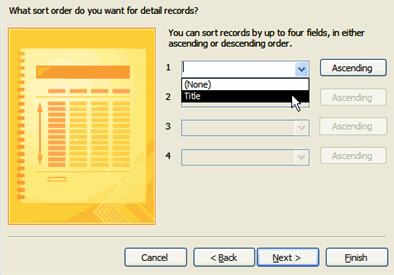 What sort order do you want for detail records?
You can sort records by up to four fields, in either
ascending or descending order.
1 Ascending
(None)
Title
2 Ascending
3 Ascending
4 Ascending
Cancel < Back Next > Finish